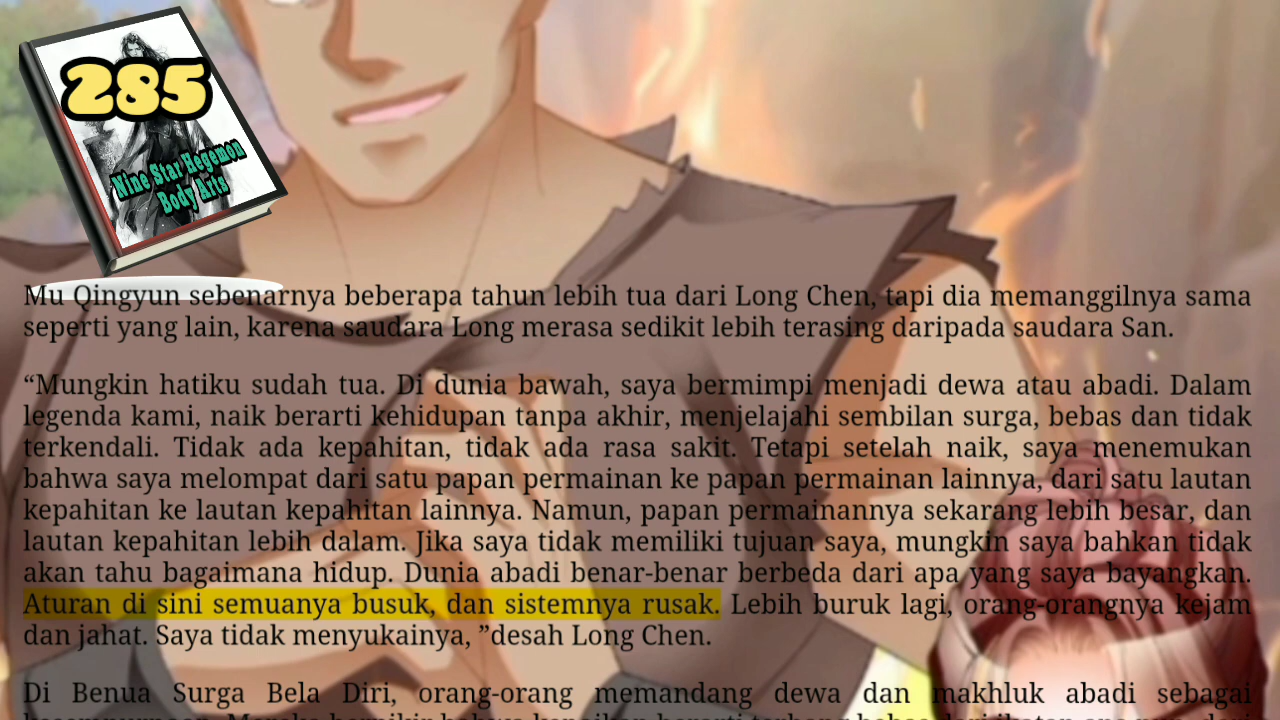 285
Nine Star Hegemon
Body Arts
Mu Qingyun sebenarnya beberapa tahun lebih tua dari Long Chen, tapi dia memanggilnya sama
seperti yang lain, karena saudara Long merasa sedikit lebih terasing daripada saudara San.
“Mungkin hatiku sudah tua. Di dunia bawah, saya bermimpi menjadi dewa atau abadi. Dalam
legenda kami, naik berarti kehidupan tanpa akhir, menjelajahi sembilan surga, bebas dan tidak
terkendali. Tidak ada kepahitan, tidak ada rasa sakit. Tetapi setelah naik, saya menemukan
bahwa saya melompat dari satu papan permainan ke papan permainan lainnya, dari satu lautan
kepahitan ke lautan kepahitan lainnya. Namun, papan permainannya sekarang lebih besar, dan
lautan kepahitan lebih dalam. Jika saya tidak memiliki tujuan saya, mungkin saya bahkan tidak
akan tahu bagaimana hidup. Dunia abadi benar-benar berbeda dari apa yang saya bayangkan.
Aturan di sini semuanya busuk, dan sistemnya rusak. Lebih buruk lagi, orang-orangnya kejam
dan jahat. Saya tidak menyukainya, ”desah Long Chen.
Di Benua Surga Bela Diri, orang-orang memandang dewa dan makhluk abadi sebagai